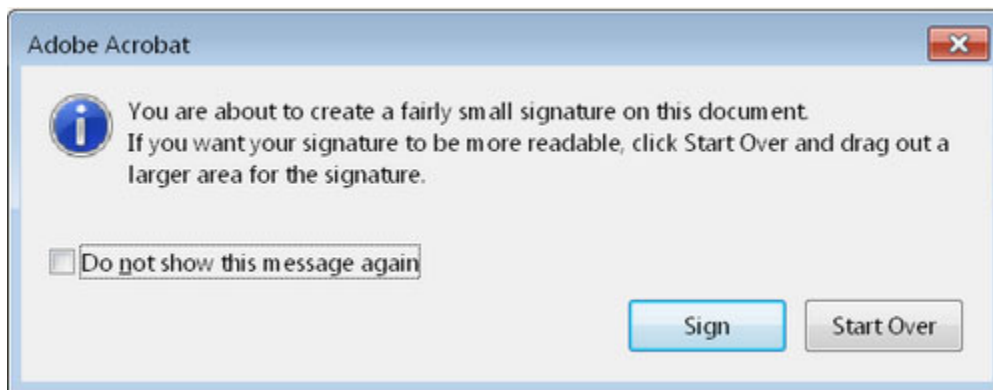 Adobe Acrobat
You are about to create a fairly small signature on this document.
If you want your signature to be more readable, click Start Over and drag out a
larger area for the signature.
Do not show this message again
Sign
Start Over